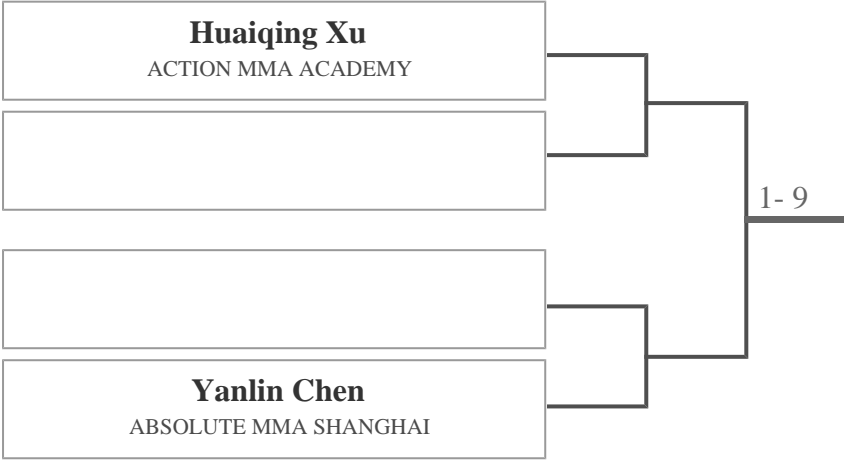 Huaiqing Xu
ACTION MMA ACADEMY
1- 9
Yanlin Chen
ABSOLUTE MMA SHANGHAI